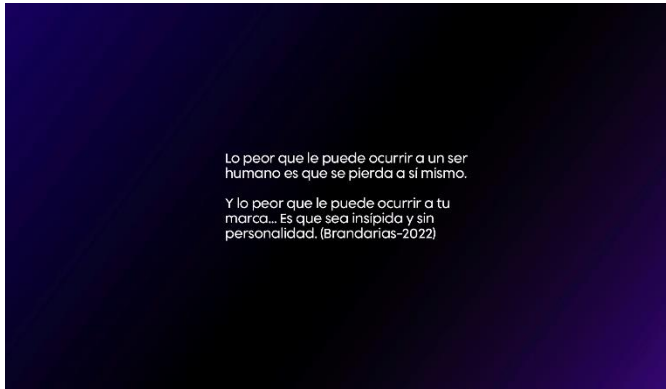 Lo peor que le puede ocurrir a un ser
humano es que se pierda a sí mismo.
Y lo peor que le puede ocurrir a tu
marca... Es que sea insípida y sin
personalidad. (Brandarias-2022)